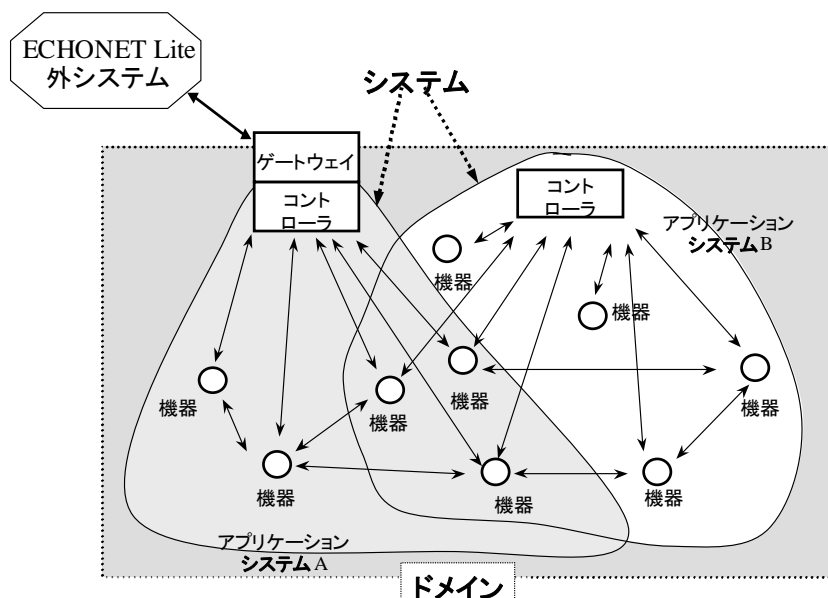 ECHONET Lite
外システム
システム
ゲートウェイ
コント
ローラ
コント
ローラ
アプリケーション
システムB
機器
機器
機器
機器
機器
機器
機器
機器
機器
アプリケーション
システムA
ドメイン